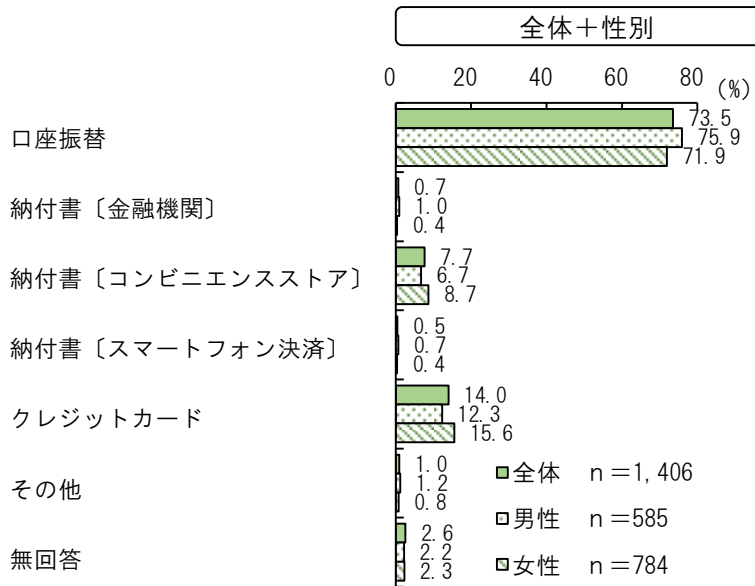 全体＋性別
0 20 40 60 80 (%)
口座振替
73.5
75.9
71.9
納付書〔金融機関〕
0.7
1.0
0.4
納付書〔コンビニエンスストア〕
7.7
6.7
8.7
納付書〔スマートフォン決済〕
0.5
0.7
0.4
クレジットカード
14.0
12.3
15.6
その他
1.0
1.2
0.8
無回答
2.6
2.2
2.3
全体 ｎ＝1,406
男性 ｎ＝585
女性 ｎ＝784